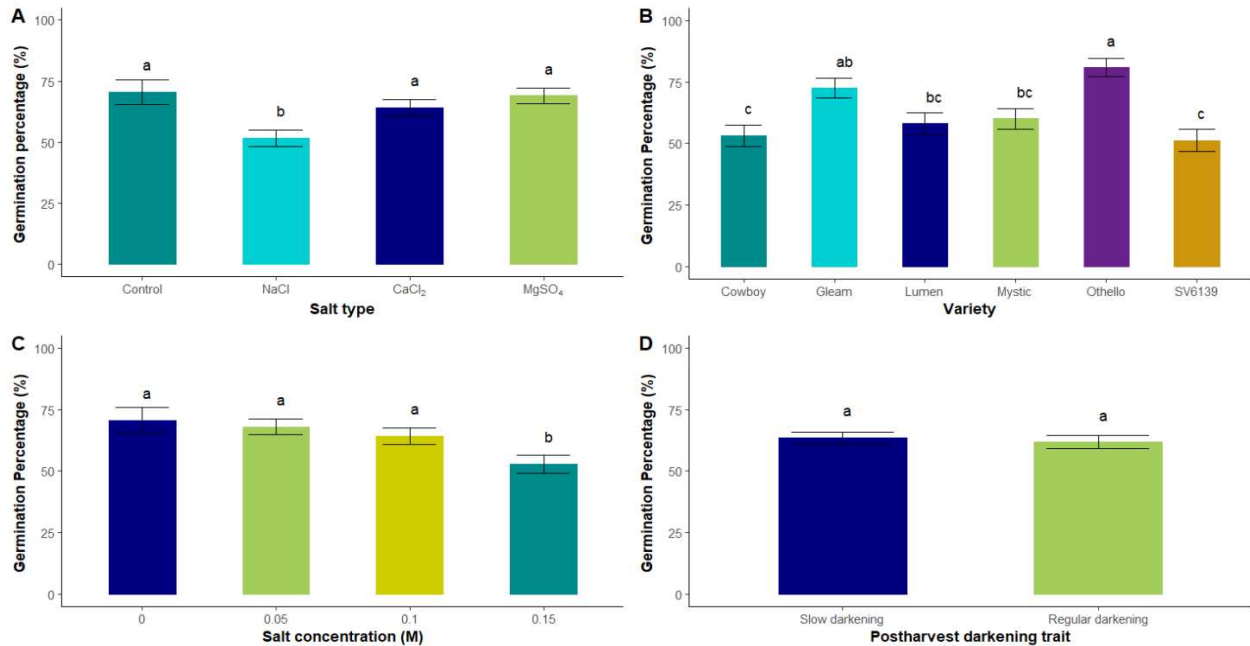 A
Germination percentage (%)
100
75
50
25
0
a
b
a
a
Control
NaCl
CaCl₂
MgSO₄
Salt type
B
Germination Percentage (%)
100
75
50
25
0
c
ab
bc
bc
a
c
Cowboy
Gleam
Lumen
Mystic
Othello
SV6139
Variety
C
Germination Percentage (%)
100
75
50
25
0
a
a
a
b
0
0.05
0.1
0.15
Salt concentration (M)
D
Germination Percentage (%)
100
75
50
25
0
a
a
Slow darkening
Regular darkening
Postharvest darkening trait